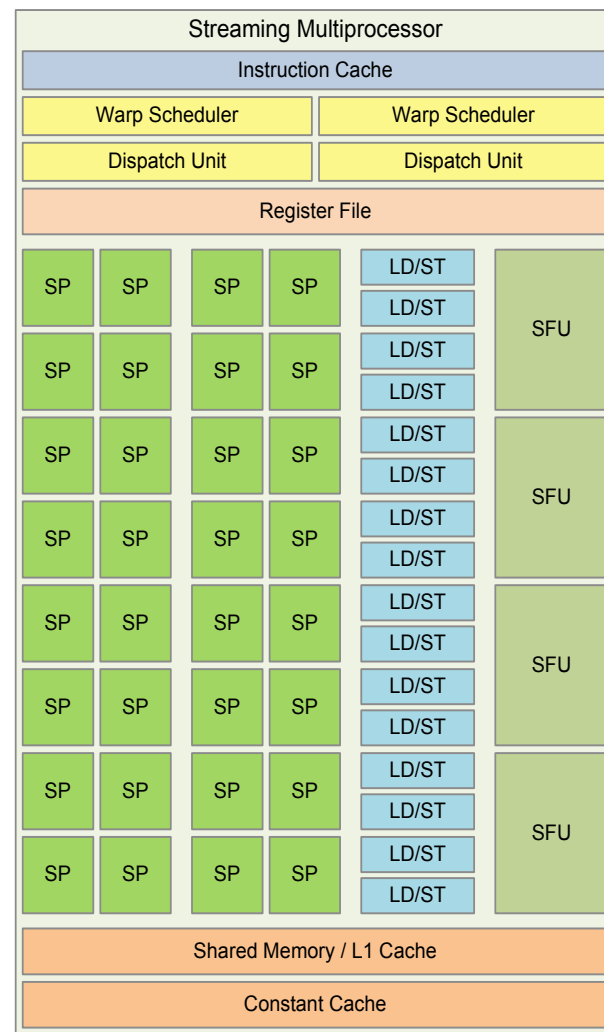 Streaming Multiprocessor
Instruction Cache
Warp Scheduler Warp Scheduler
Dispatch Unit Dispatch Unit
Register File
LD/ST
SP SP SP SP
LD/ST
SFU
LD/ST
SP SP SP SP
LD/ST
LD/ST
SP SP SP SP
LD/ST
SFU
LD/ST
SP SP SP SP
LD/ST
LD/ST
SP SP SP SP
LD/ST
SFU
LD/ST
SP SP SP SP
LD/ST
LD/ST
SP SP SP SP
LD/ST
SFU
LD/ST
SP SP SP SP
LD/ST
Shared Memory / L1 Cache
Constant Cache